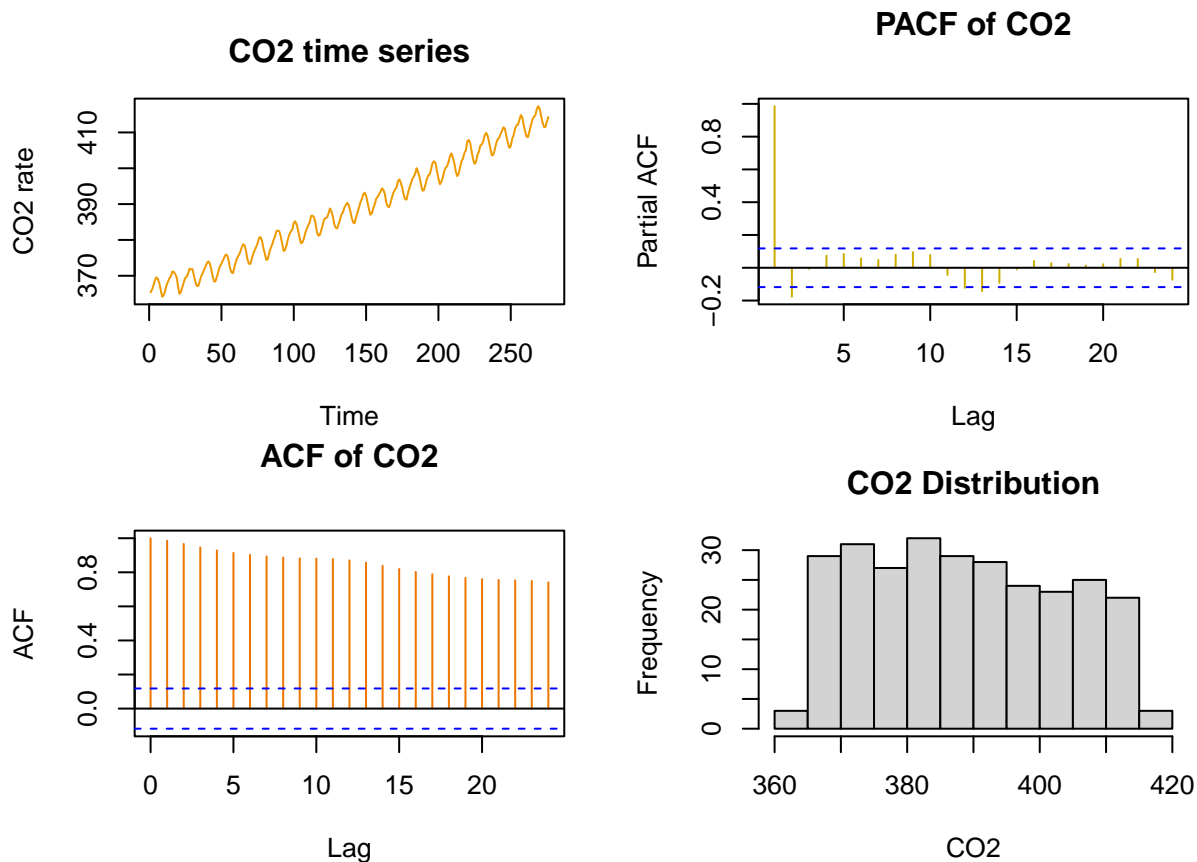 CO2 time series
CO2 rate
370 390 410
0 50 100 150 200 250
Time
PACF of CO2
Partial ACF
−0.2 0.4 0.8
5 10 15 20
Lag
ACF of CO2
ACF
0.0 0.4 0.8
0 5 10 15 20
Lag
CO2 Distribution
Frequency
0 10 20 30
360 380 400 420
CO2